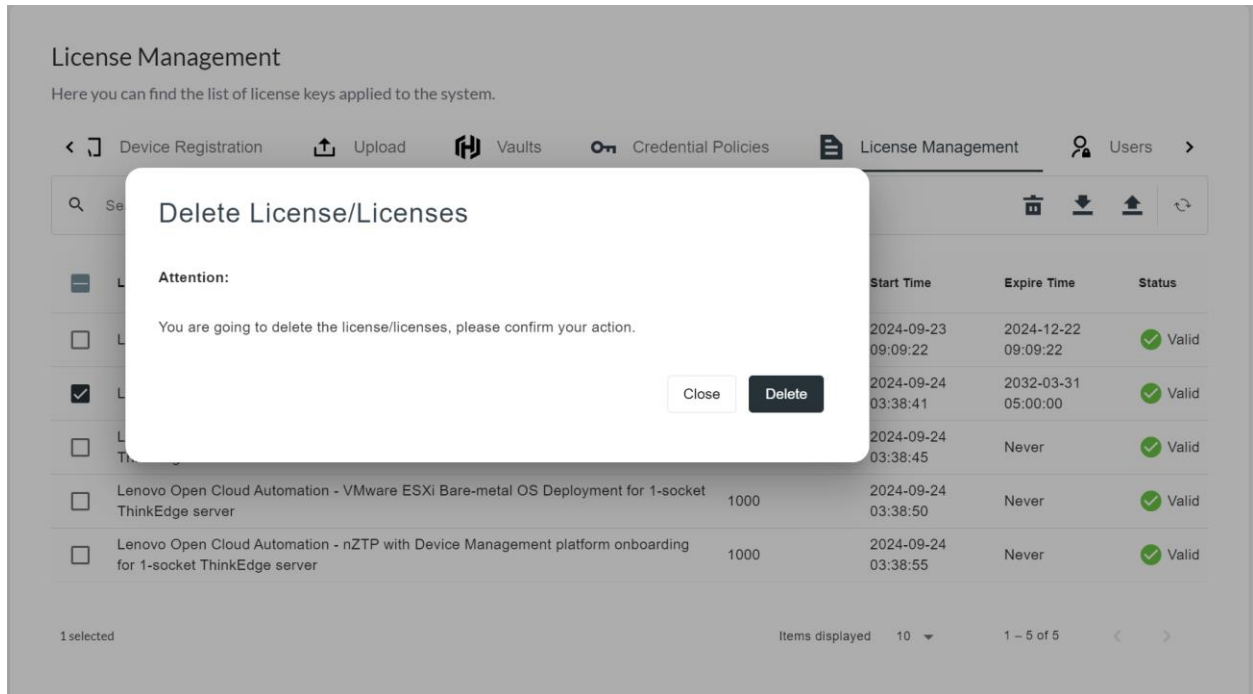 License Management
Here you can find the list of license keys applied to the system.
Device Registration Upload Vaults Credential Policies License Management Users
Delete License/Licenses
Attention:
You are going to delete the license/licenses, please confirm your action.
Close Delete
Start Time Expire Time Status
2024-09-23 2024-12-22
09:09:22 09:09:22 Valid
2024-09-24 2032-03-31
03:38:41 05:00:00 Valid
2024-09-24
03:38:45 Never Valid
Lenovo Open Cloud Automation - VMware ESXi Bare-metal OS Deployment for 1-socket 1000 2024-09-24 Never Valid
ThinkEdge server 03:38:50
Lenovo Open Cloud Automation - nZTP with Device Management platform onboarding 1000 2024-09-24 Never Valid
for 1-socket ThinkEdge server 03:38:55
1 selected Items displayed 10 1 – 5 of 5